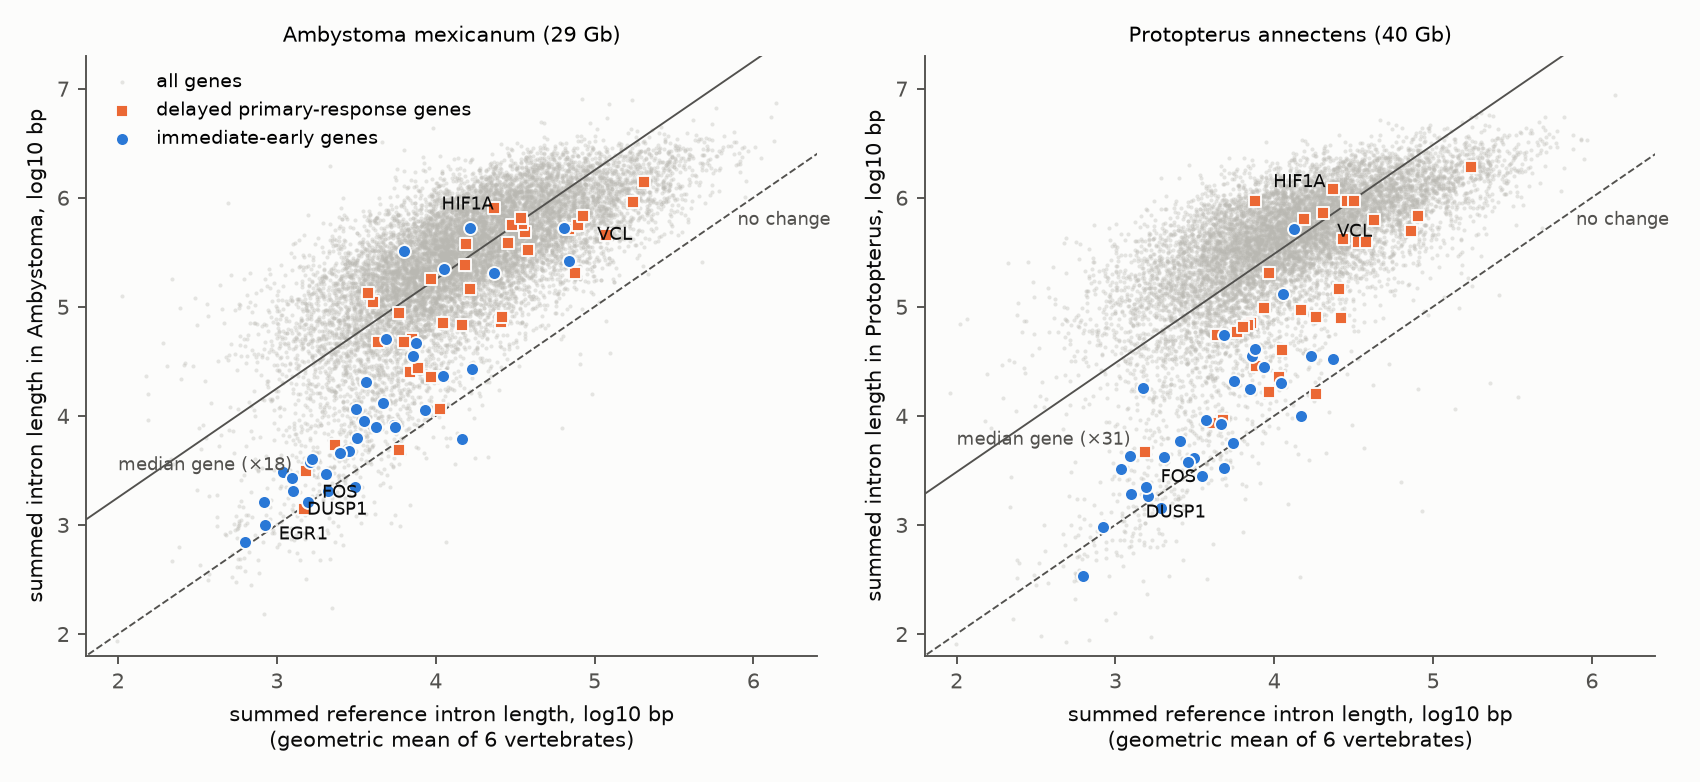 Ambystoma mexicanum (29 Gb)
summed intron length in Ambystoma, log10 bp
7
6
5
4
3
2
all genes
delayed primary-response genes
immediate-early genes
HIF1A
VCL
no change
median gene (×18)
FOS
DUSP1
EGR1
2 3 4 5 6
summed reference intron length, log10 bp
(geometric mean of 6 vertebrates)
Protopterus annectens (40 Gb)
summed intron length in Protopterus, log10 bp
7
6
5
4
3
2
HIF1A
VCL
no change
median gene (×31)
FOS
DUSP1
2 3 4 5 6
summed reference intron length, log10 bp
(geometric mean of 6 vertebrates)